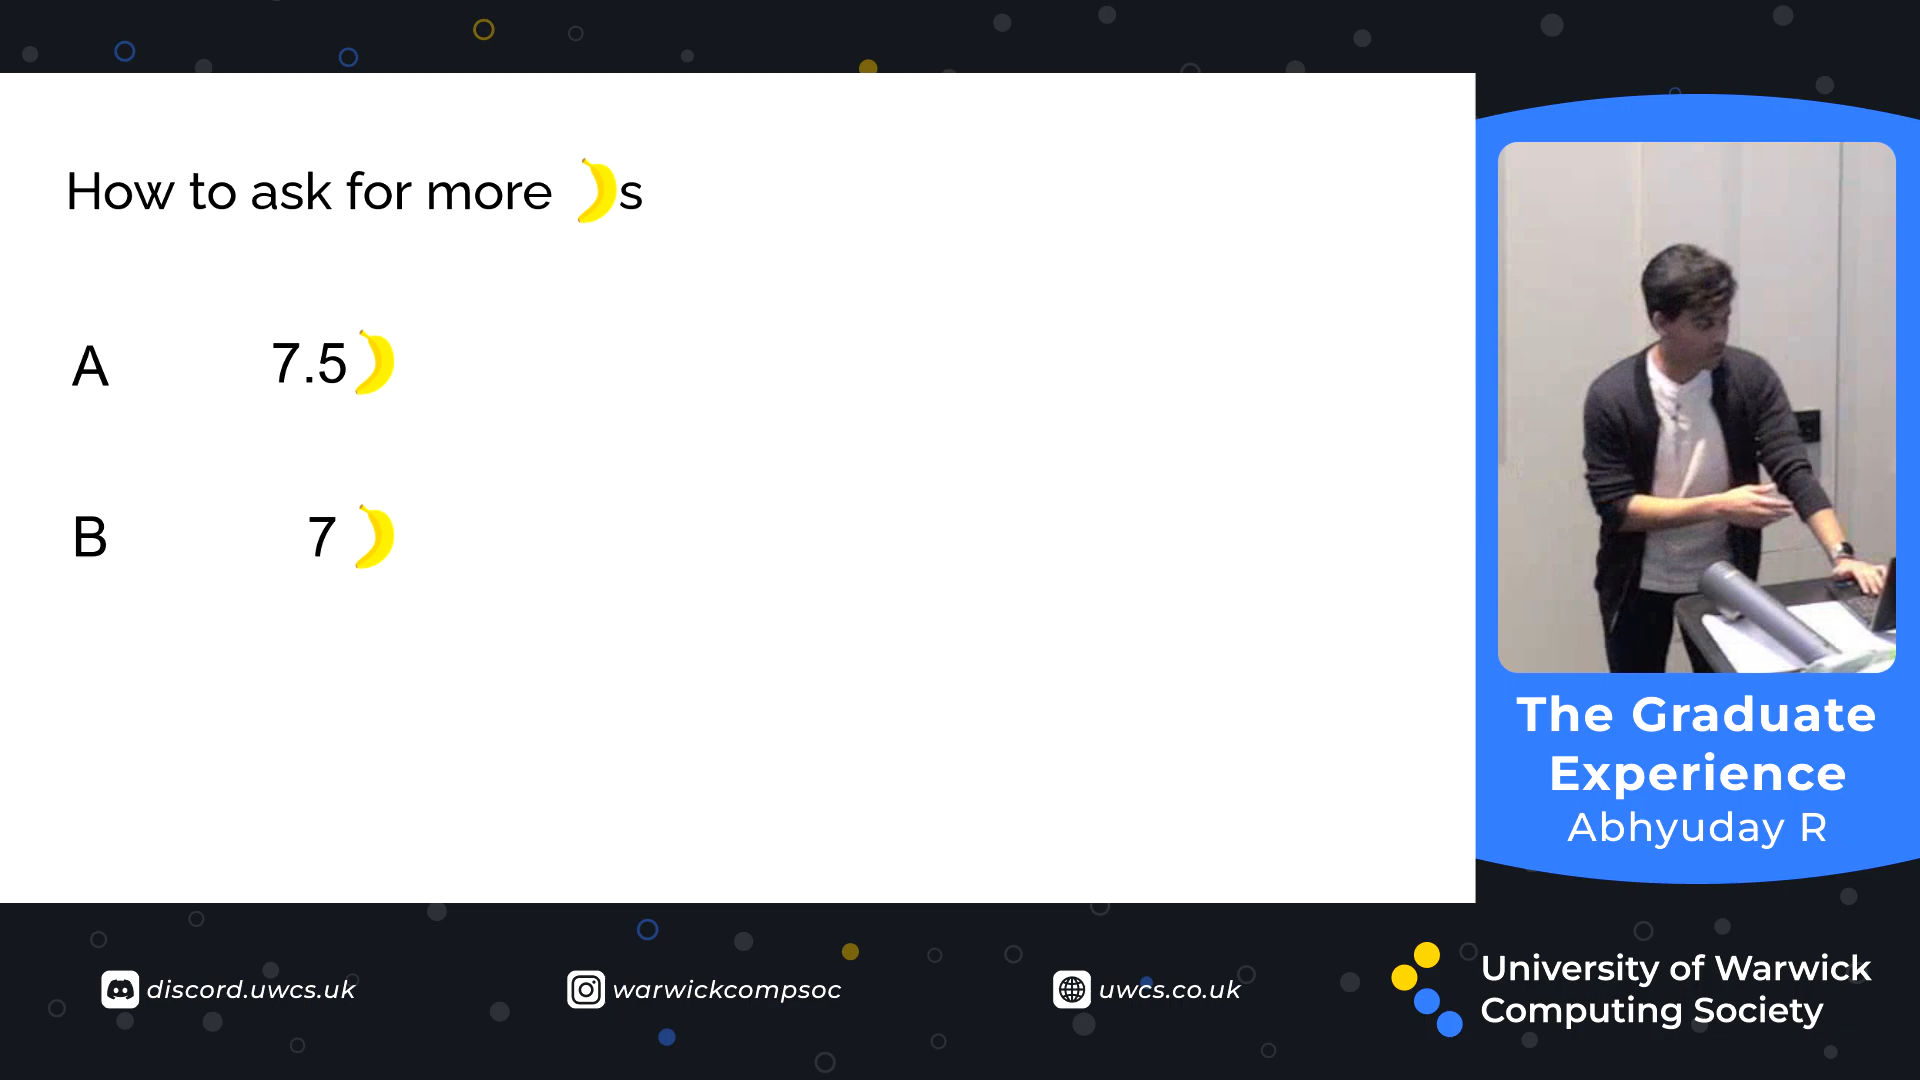 How to ask for more s
A 7.5
B 7
The Graduate
Experience
Abhyuday R
discord.uwcs.uk
warwickcompsoc
uwcs.co.uk
University of Warwick
Computing Society